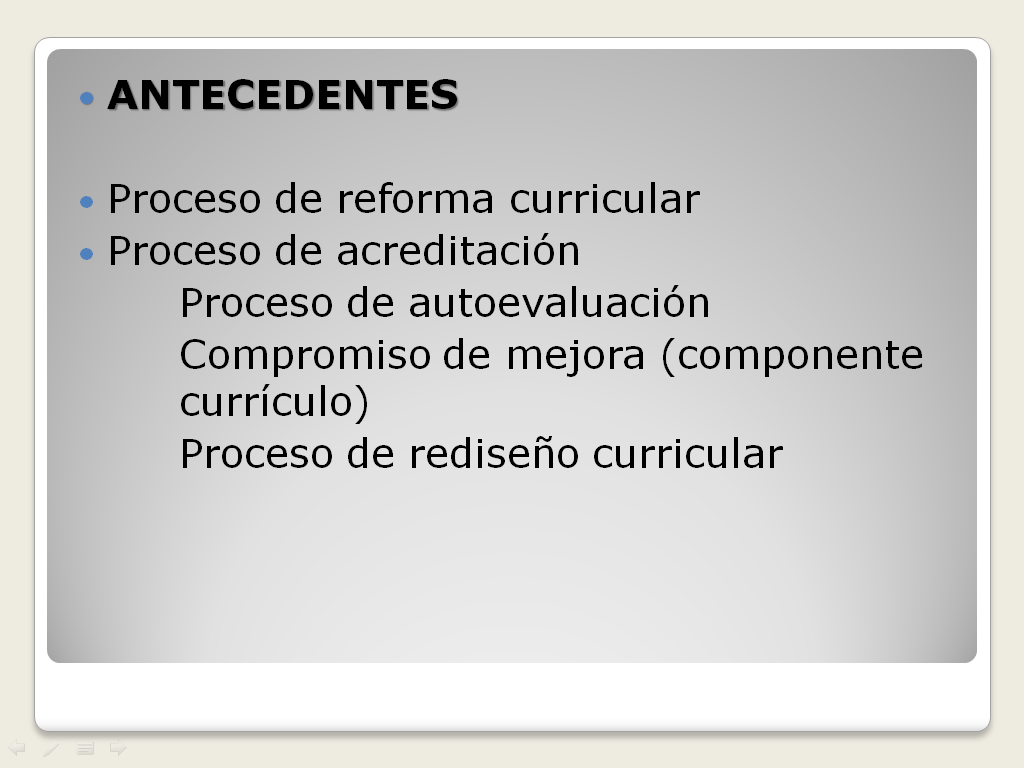 ANTECEDENTES
Proceso de reforma curricular
Proceso de acreditación
Proceso de autoevaluación
Compromiso de mejora (componente
currículo)
Proceso de rediseño curricular